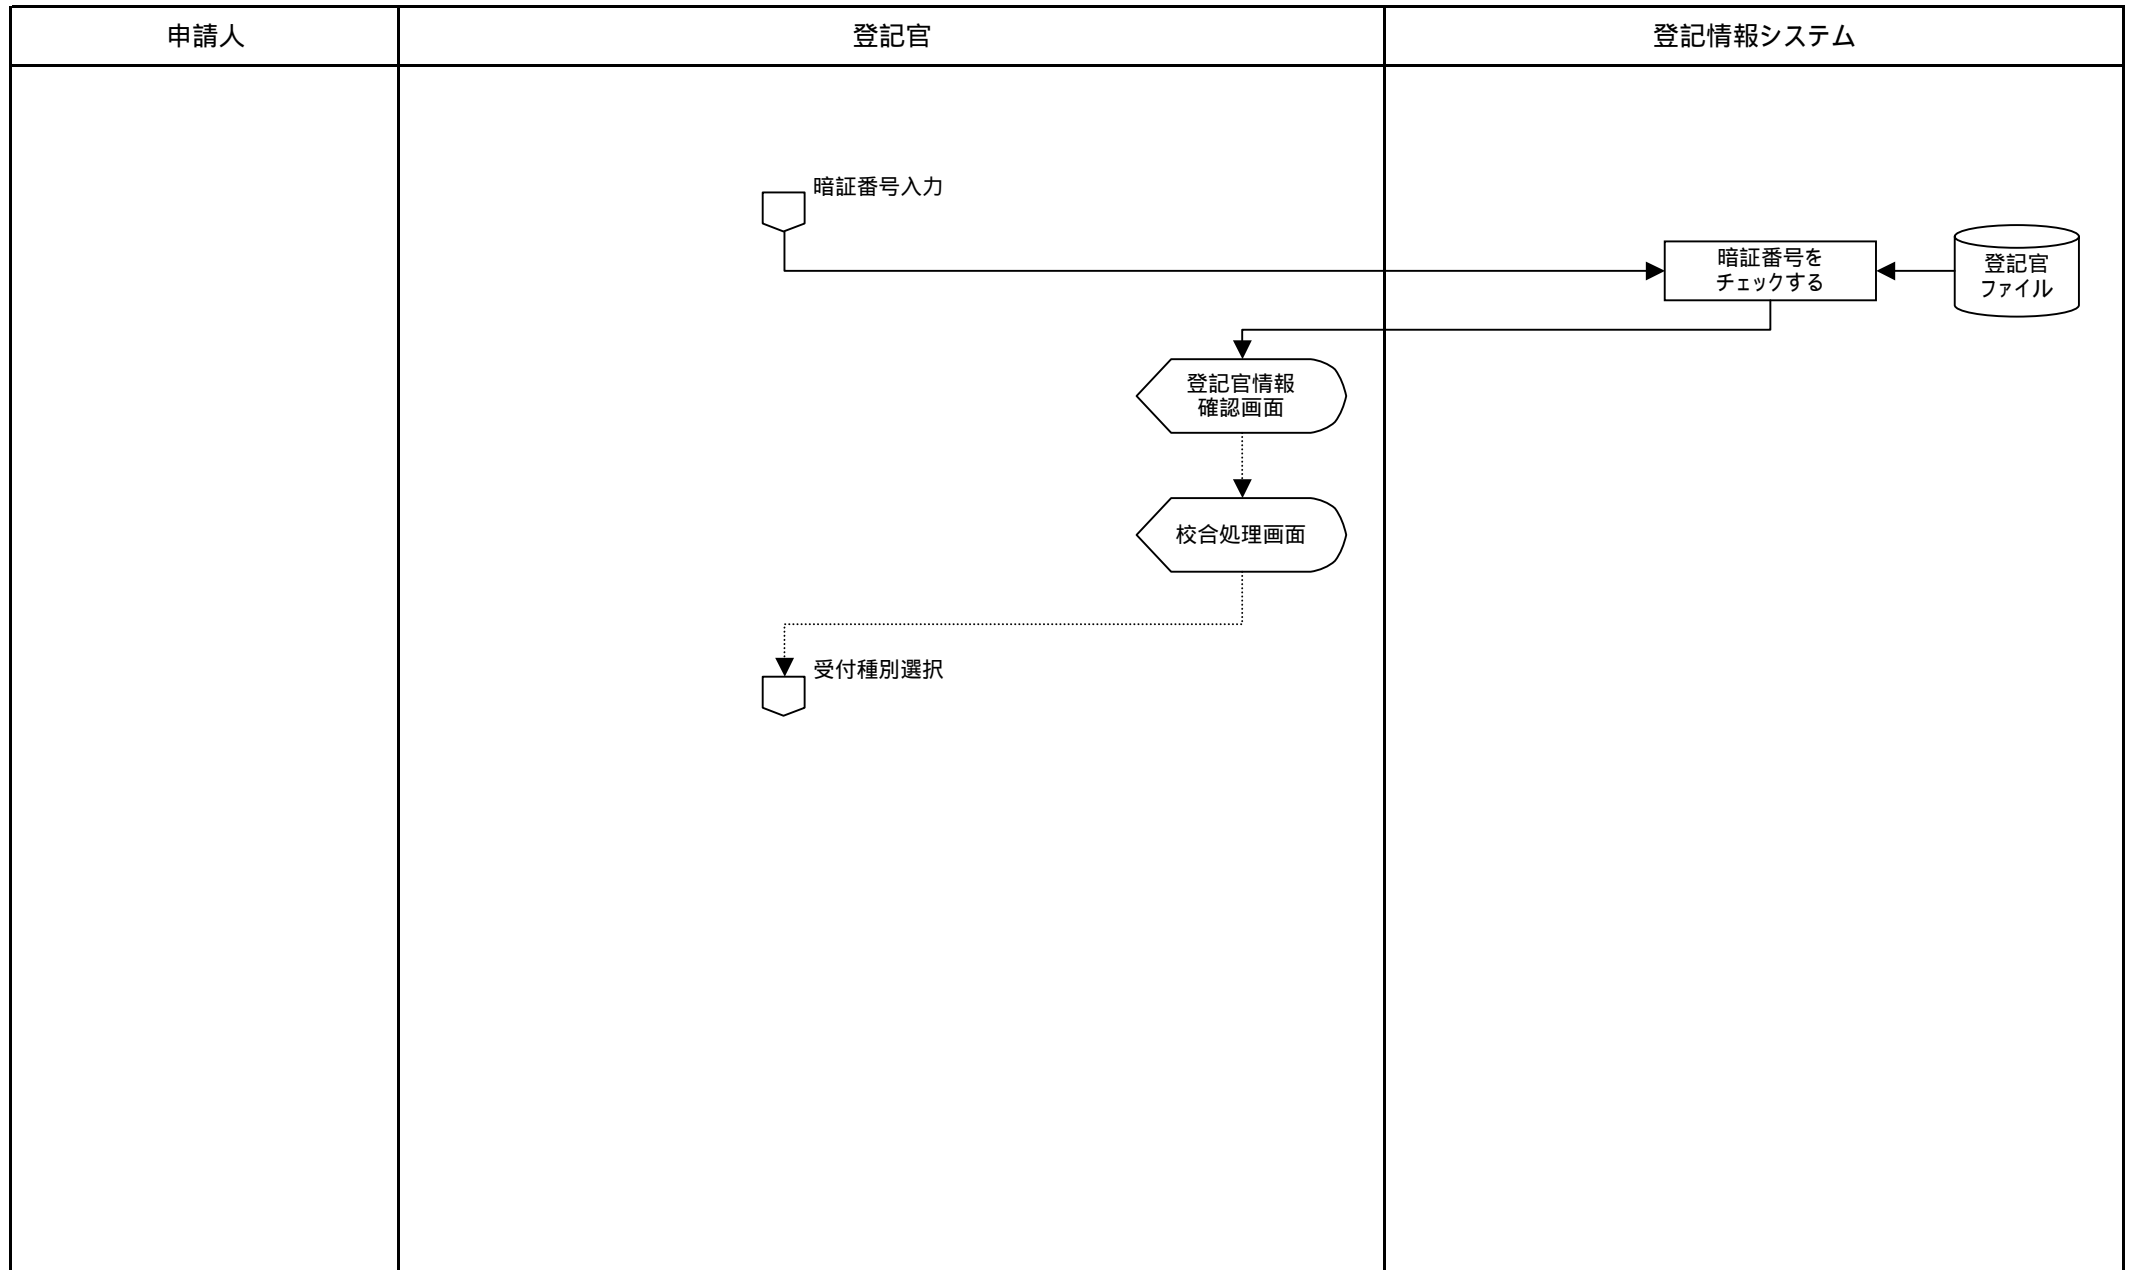 申請人
登記官
登記情報システム
暗証番号入力
暗証番号を
チェックする
登記官
ファイル
登記官情報
確認画面
校合処理画面
受付種別選択